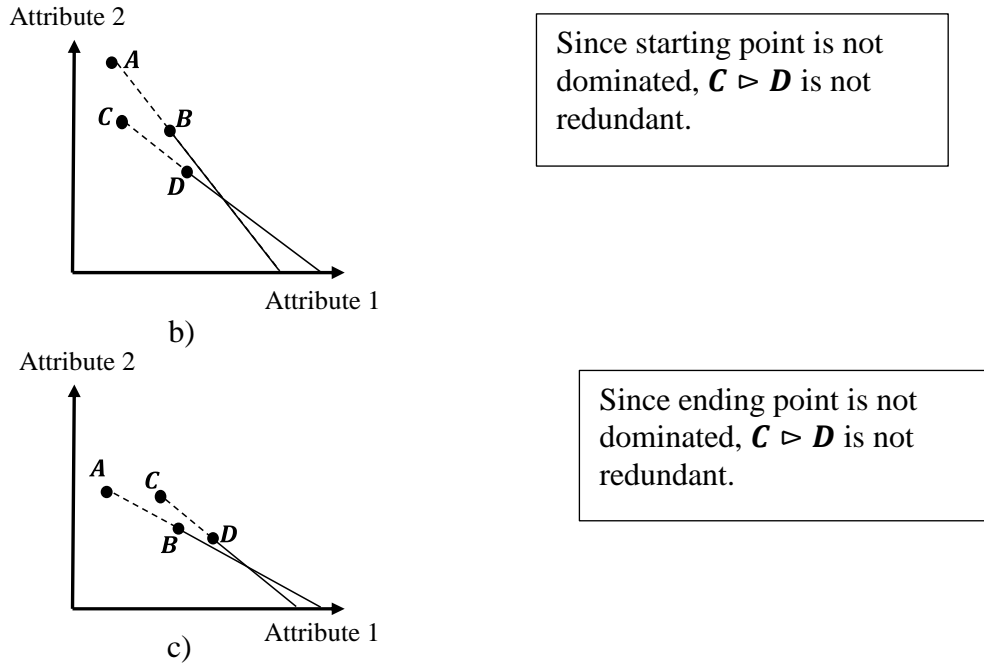 Attribute 2
A
C
B
D
Attribute 1
b)
Since starting point is not
dominated, C ⊳ D is not
redundant.
Attribute 2
A
C
B
D
Attribute 1
c)
Since ending point is not
dominated, C ⊳ D is not
redundant.